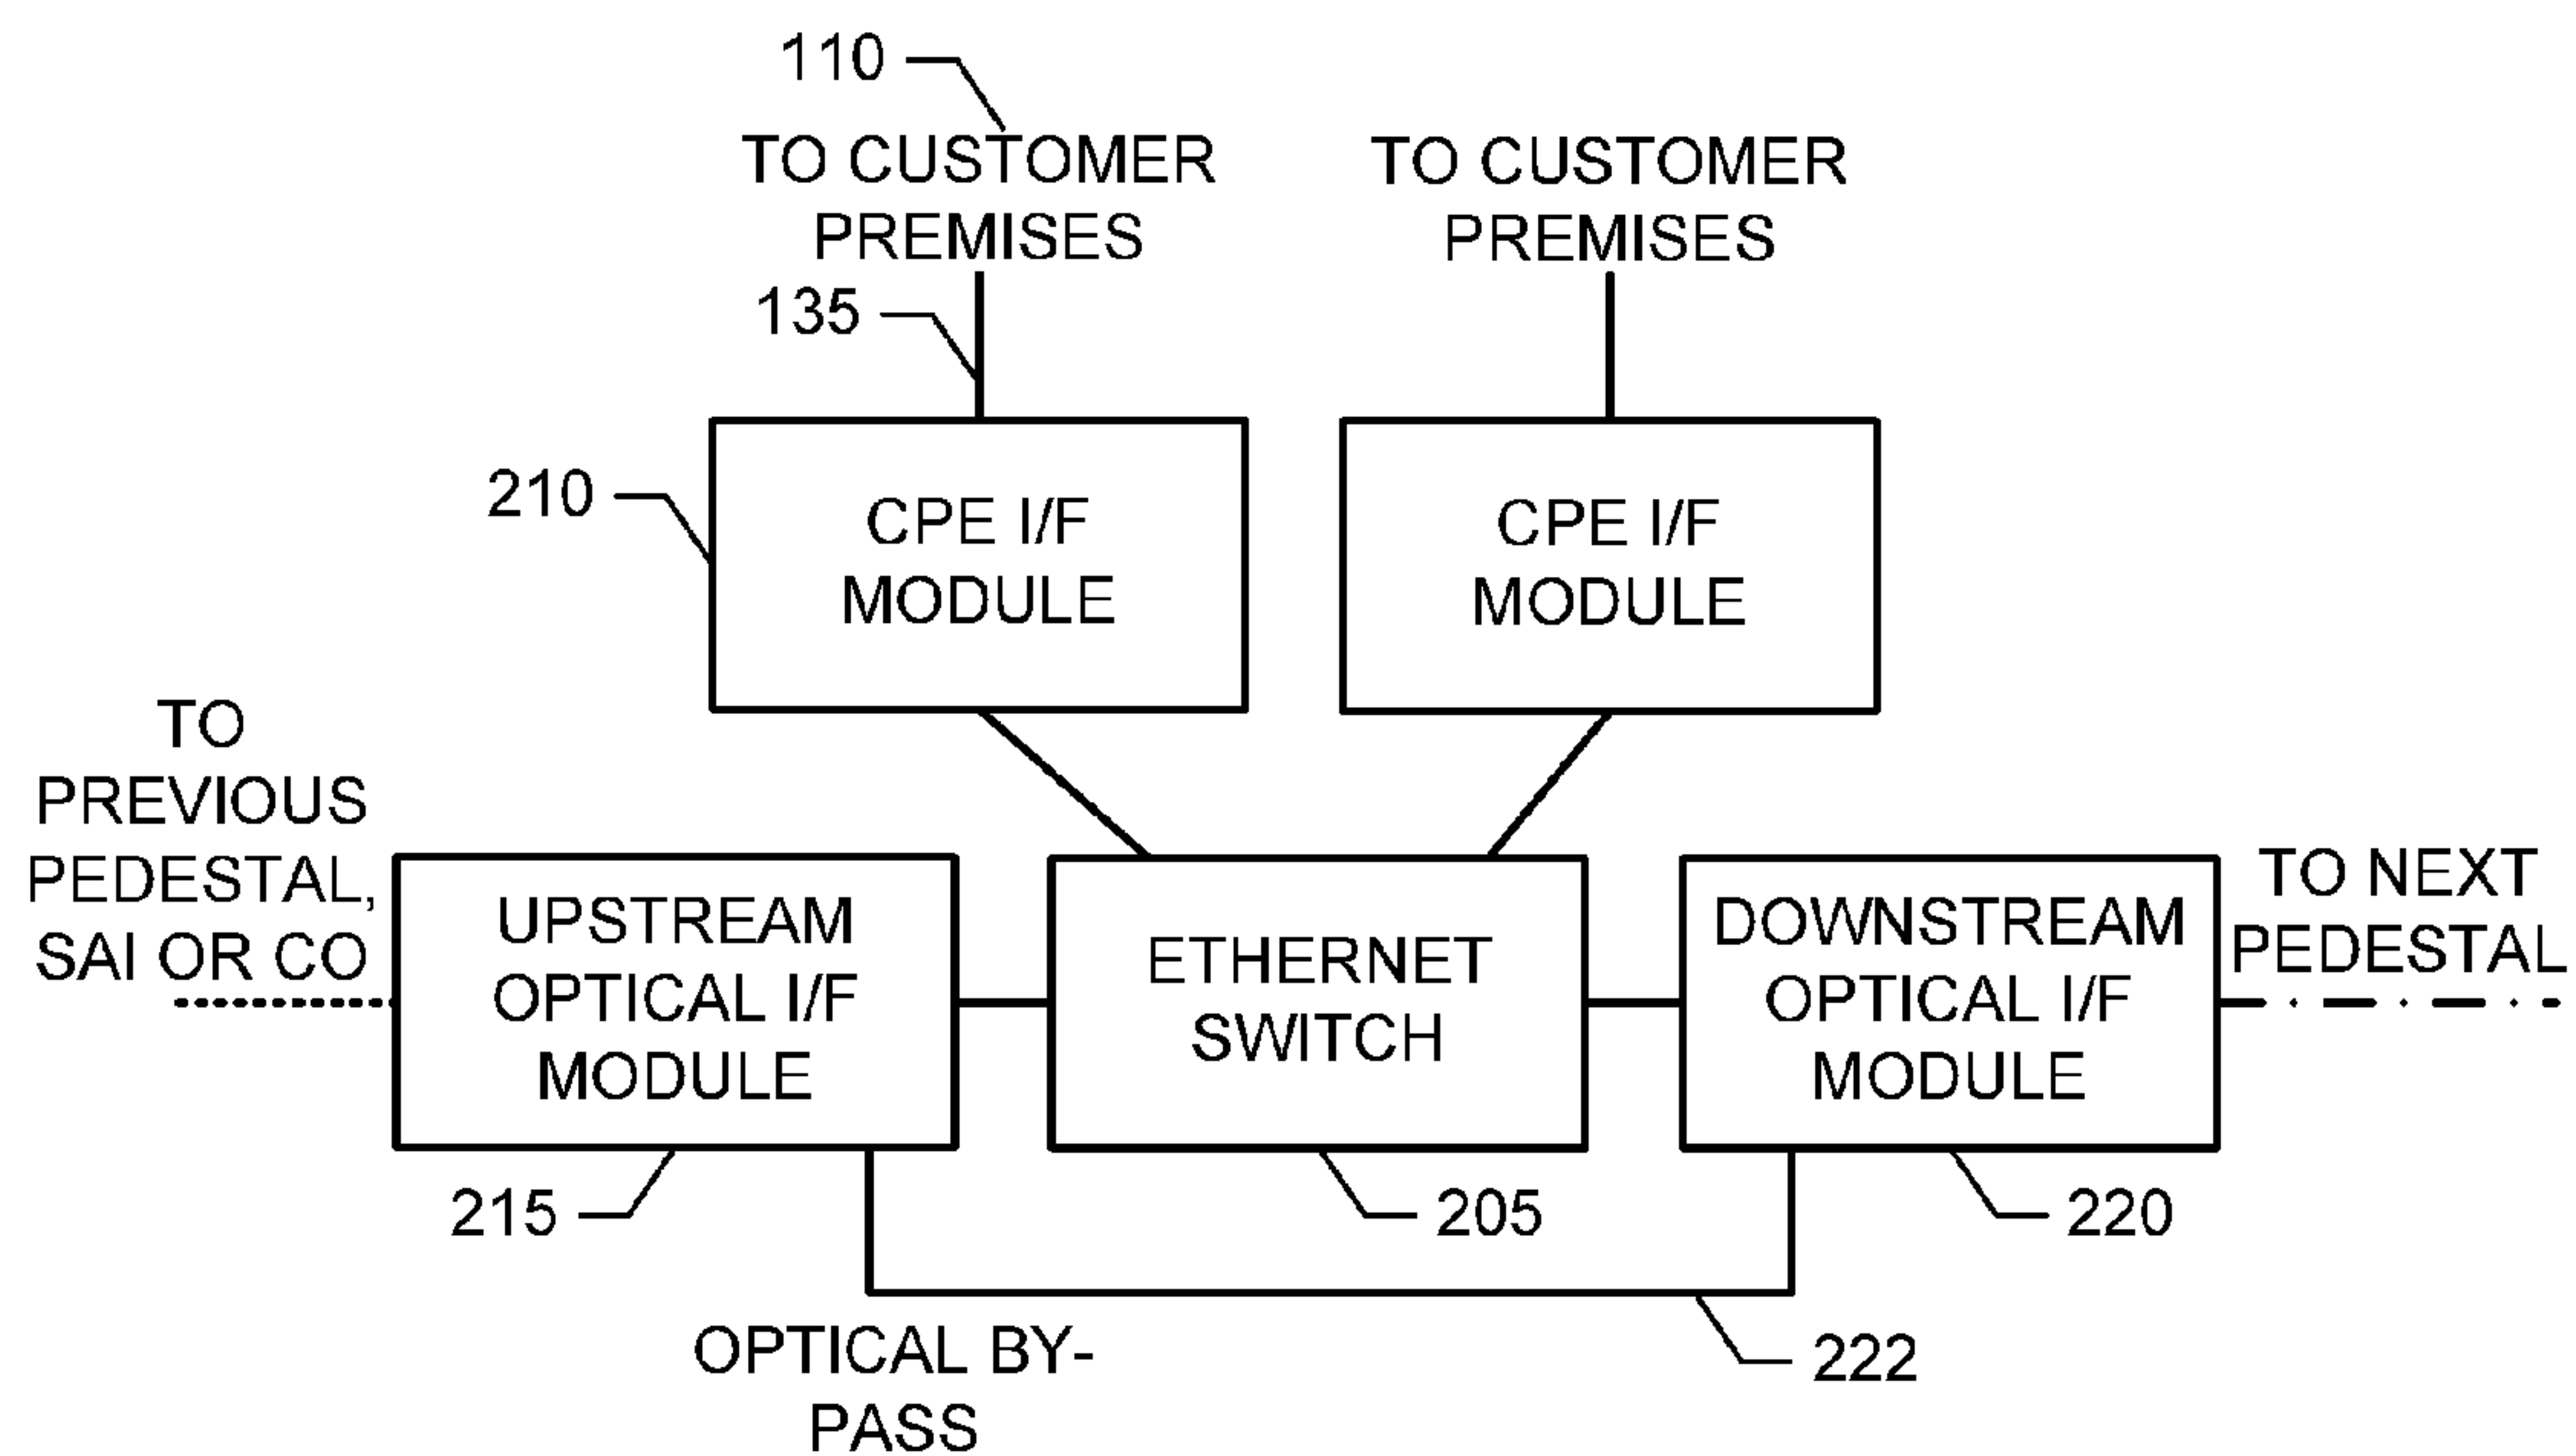 110
TO CUSTOMER
PREMISES
TO CUSTOMER
PREMISES
135
210
CPE I/F
MODULE
CPE I/F
MODULE
TO
PREVIOUS
PEDESTAL,
SAI OR CO
UPSTREAM
OPTICAL I/F
MODULE
ETHERNET
SWITCH
DOWNSTREAM
OPTICAL I/F
MODULE
TO NEXT
PEDESTAL
215
205
220
222
OPTICAL BY-
PASS